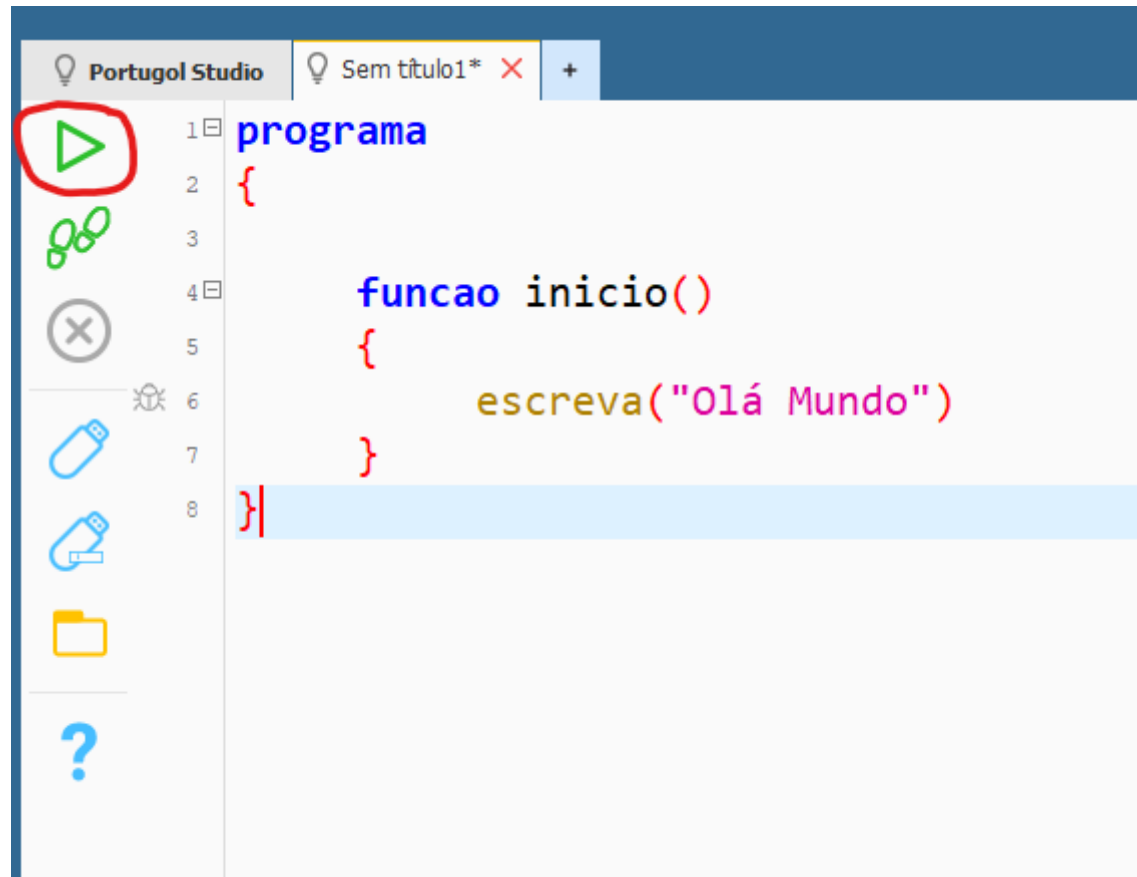 Portugol Studio
Sem título1*
+
1 programa
2 {
3
4 funcao inicio()
5 {
6 escreva("Olá Mundo")
7 }
8 }
?